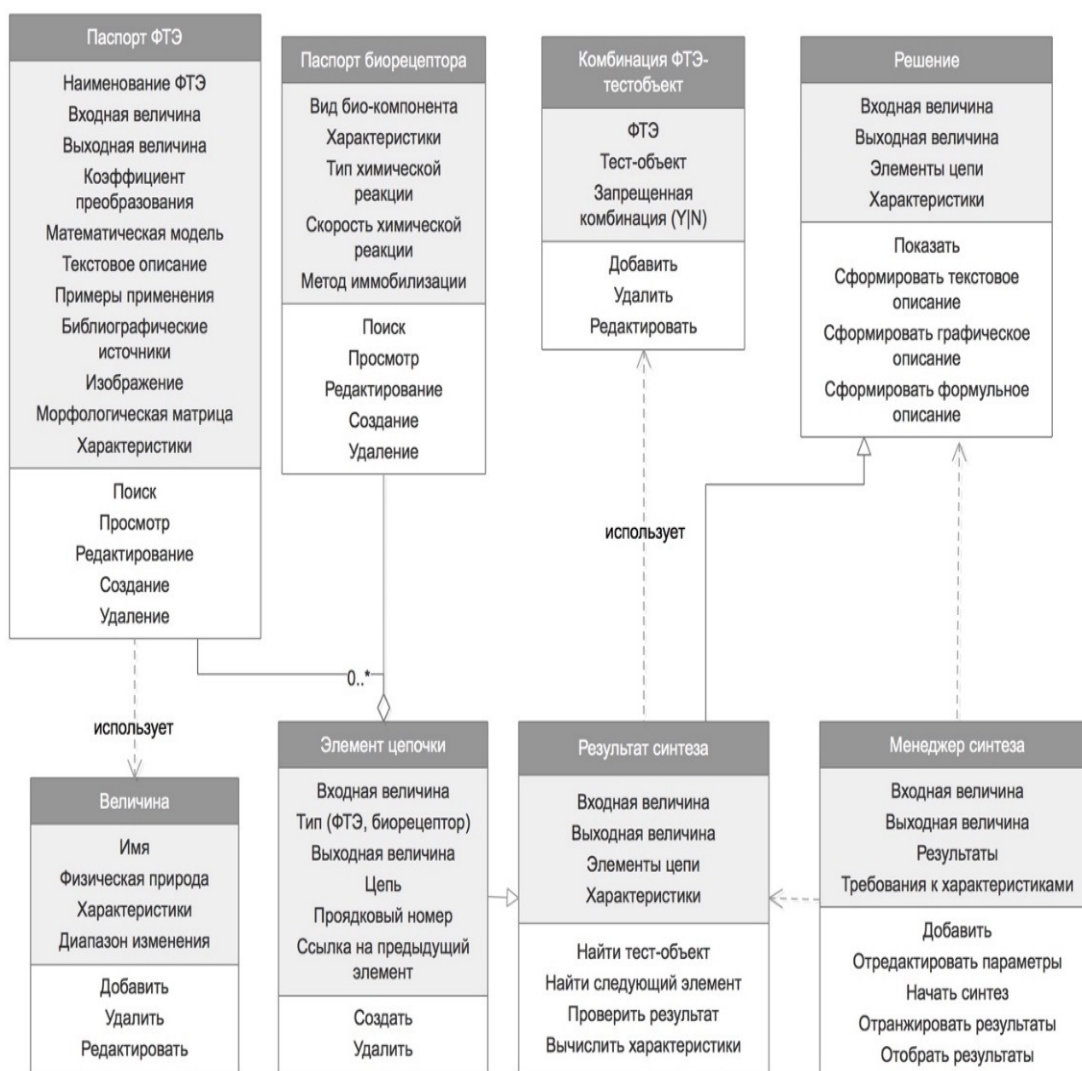 Паспорт ФТЭ
Наименование ФТЭ
Входная величина
Выходная величина
Коэффициент
преобразования
Математическая модель
Текстовое описание
Примеры применения
Библиографические
источники
Изображение
Морфологическая матрица
Характеристики
Поиск
Просмотр
Редактирование
Создание
Удаление
Паспорт биорецептора
Вид био-компонента
Характеристики
Тип химической
реакции
Скорость химической
реакции
Метод иммобилизации
Поиск
Просмотр
Редактирование
Создание
Удаление
Комбинация ФТЭ-
тестобъект
ФТЭ
Тест-объект
Запрещенная
комбинация (Y|N)
Добавить
Удалить
Редактировать
Решение
Входная величина
Выходная величина
Элементы цепи
Характеристики
Показать
Сформировать текстовое
описание
Сформировать графическое
описание
Сформировать формульное
описание
использует
0..*
использует
Величина
Имя
Физическая природа
Характеристики
Диапазон изменения
Добавить
Удалить
Редактировать
Элемент цепочки
Входная величина
Тип (ФТЭ, биорецептор)
Выходная величина
Цепь
Проядковый номер
Ссылка на предыдущий
элемент
Создать
Удалить
Результат синтеза
Входная величина
Выходная величина
Элементы цепи
Характеристики
Найти тест-объект
Найти следующий элемент
Проверить результат
Вычислить характеристики
Менеджер синтеза
Входная величина
Выходная величина
Результаты
Требования к характеристиками
Добавить
Отредактировать параметры
Начать синтез
Отранжировать результаты
Отобрать результаты